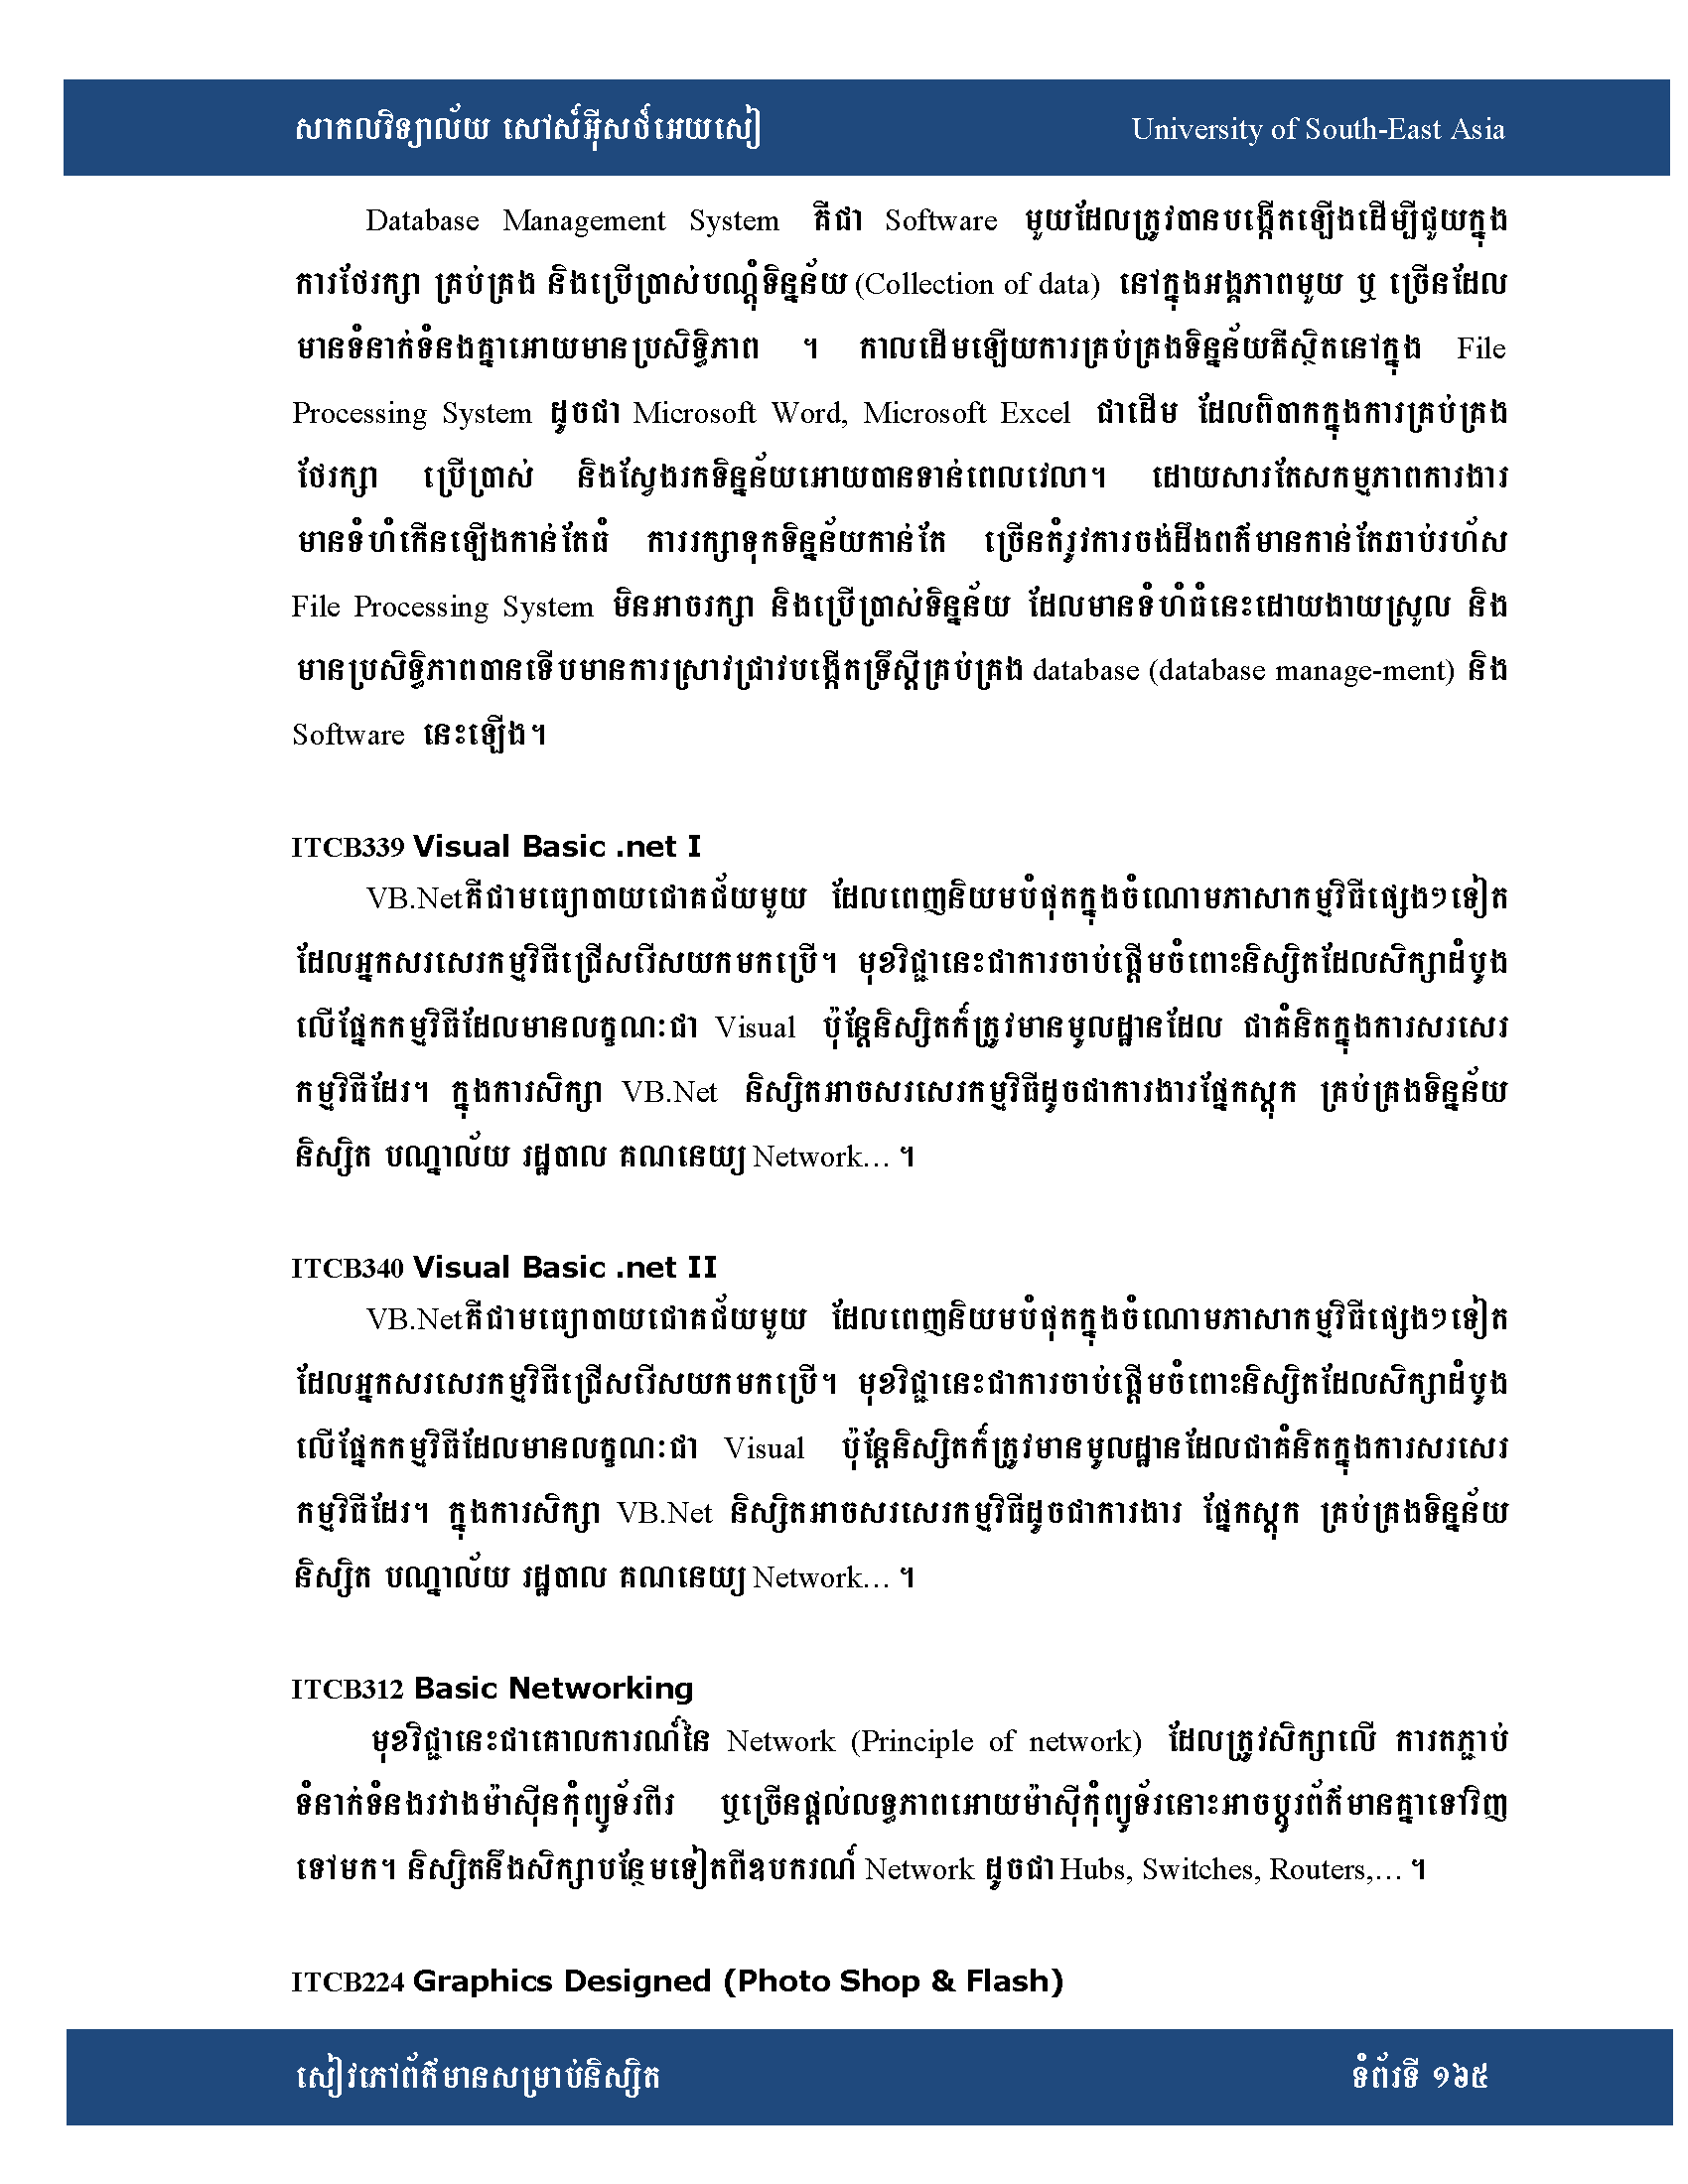 សាកលវិទ្យាល័យ សៅស៍អ៊ីសថ៍អេយសៀ University of South-East Asia
Database Management System គឺជា Software មួយដែលត្រូវបានបង្កើតឡើងដើម្បីជួយក្នុង
ការថែរក្សា គ្រប់គ្រង និងប្រើប្រាស់បណ្តុំទិន្នន័យ (Collection of data) នៅក្នុងអង្គភាពមួយ ឬ ច្រើនដែល
មានទំនាក់ទំនងគ្នាអោយមានប្រសិទ្ធិភាព ។ កាលដើមឡើយការគ្រប់គ្រងទិន្នន័យគឺស្ថិតនៅក្នុង File
Processing System ដូចជា Microsoft Word, Microsoft Excel ជាដើម ដែលពិបាកក្នុងការគ្រប់គ្រង
ថែរក្សា ប្រើប្រាស់ និងស្វែងរកទិន្នន័យអោយបានទាន់ពេលវេលា។ ដោយសារតែសកម្មភាពការងារ
មានទំហំកើនឡើងកាន់តែធំ ការរក្សាទុកទិន្នន័យកាន់តែ ច្រើនតំរូវការចង់ដឹងពត៌មានកាន់តែឆាប់រហ័ស
File Processing System មិនអាចរក្សា និងប្រើប្រាស់ទិន្នន័យ ដែលមានទំហំធំនេះដោយងាយស្រួល និង
មានប្រសិទ្ធិភាពបានទើបមានការស្រាវជ្រាវបង្កើតទ្រឹស្តីគ្រប់គ្រង database (database manage-ment) និង
Software នេះឡើង។
ITCB339 Visual Basic .net I
VB.Netគឺជាមធ្យោបាយជោគជ័យមួយ ដែលពេញនិយមបំផុតក្នុងចំណោមភាសាកម្មវិធីផ្សេងៗទៀត
ដែលអ្នកសរសេរកម្មវិធីជ្រើសរើសយកមកប្រើ។ មុខវិជ្ជានេះជាការចាប់ផ្តើមចំពោះនិស្សិតដែលសិក្សាដំបូង
លើផ្នែកកម្មវិធីដែលមានលក្ខណៈជា Visual ប៉ុន្តែនិស្សិតក៏ត្រូវមានមូលដ្ឋានដែល ជាគំនិតក្នុងការសរសេរ
កម្មវិធីដែរ។ ក្នុងការសិក្សា VB.Net និស្សិតអាចសរសេរកម្មវិធីដូចជាការងារផ្នែកស្តុក គ្រប់គ្រងទិន្នន័យ
និស្សិត បណ្ណាល័យ រដ្ឋបាល គណនេយ្យ Network… ។
ITCB340 Visual Basic .net II
VB.Netគឺជាមធ្យោបាយជោគជ័យមួយ ដែលពេញនិយមបំផុតក្នុងចំណោមភាសាកម្មវិធីផ្សេងៗទៀត
ដែលអ្នកសរសេរកម្មវិធីជ្រើសរើសយកមកប្រើ។ មុខវិជ្ជានេះជាការចាប់ផ្តើមចំពោះនិស្សិតដែលសិក្សាដំបូង
លើផ្នែកកម្មវិធីដែលមានលក្ខណៈជា Visual ប៉ុន្តែនិស្សិតក៏ត្រូវមានមូលដ្ឋានដែលជាគំនិតក្នុងការសរសេរ
កម្មវិធីដែរ។ ក្នុងការសិក្សា VB.Net និស្សិតអាចសរសេរកម្មវិធីដូចជាការងារ ផ្នែកស្តុក គ្រប់គ្រងទិន្នន័យ
និស្សិត បណ្ណាល័យ រដ្ឋបាល គណនេយ្យ Network… ។
ITCB312 Basic Networking
មុខវិជ្ជានេះជាគោលការណ៍នៃ Network (Principle of network) ដែលត្រូវសិក្សាលើ ការតភ្ជាប់
ទំនាក់ទំនងរវាងម៉ាស៊ីនកុំព្យូទ័រពីរ ឬច្រើនផ្តល់លទ្ធភាពអោយម៉ាស៊ីកុំព្យូទ័រនោះអាចប្តូរព័ត៌មានគ្នាទៅវិញ
ទៅមក។ និស្សិតនឹងសិក្សាបន្ថែមទៀតពីឧបករណ៍ Network ដូចជា Hubs, Switches, Routers,… ។
ITCB224 Graphics Designed (Photo Shop & Flash)
សៀវភៅព័ត៌មានសម្រាប់និស្សិត ទំព័រទី ១៦៥